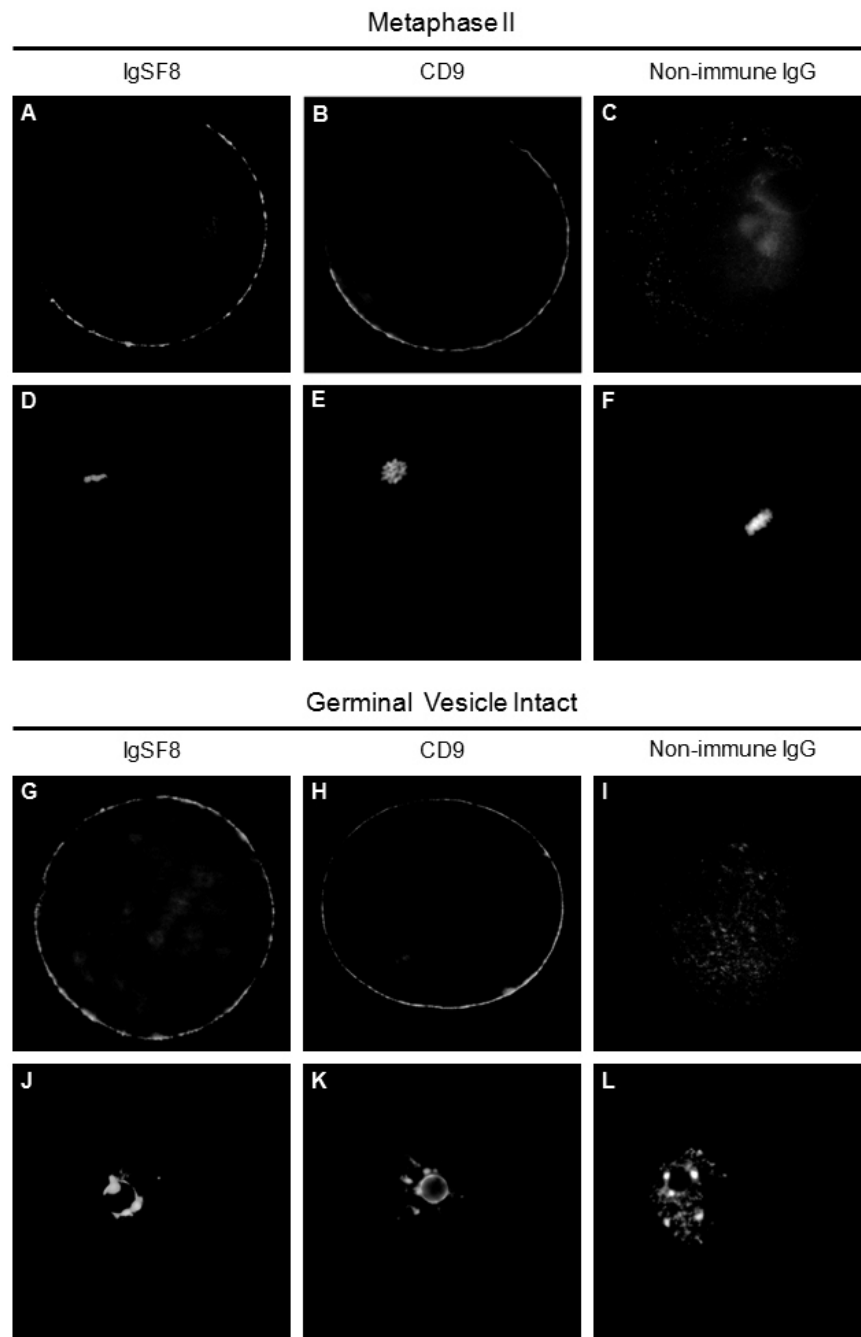 Metaphase II
IgSF8 CD9 Non-immune IgG
A B C
D E F
Germinal Vesicle Intact
IgSF8 CD9 Non-immune IgG
G H I
J K L